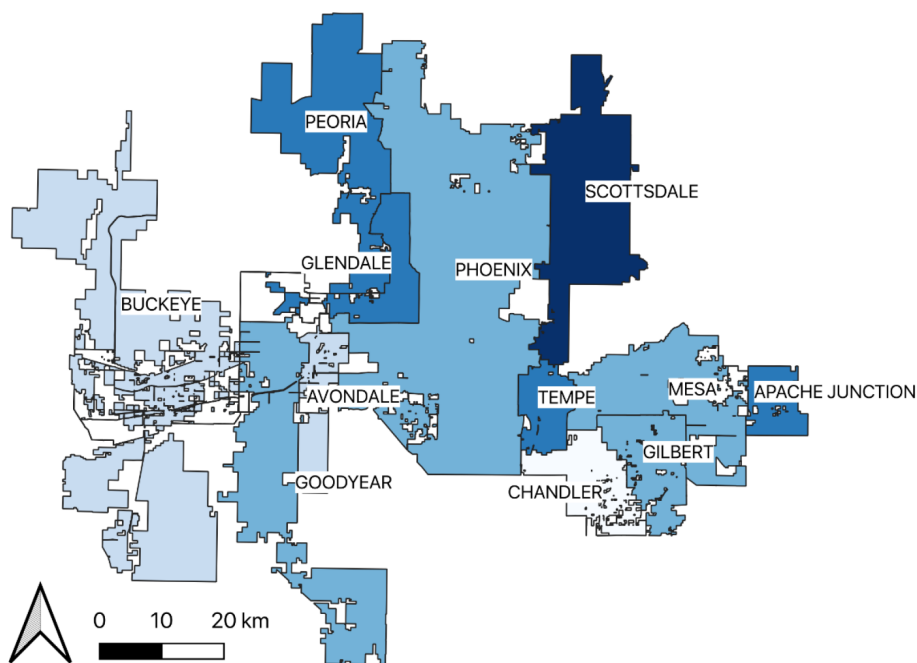 PEORIA
SCOTTSDALE
GLENDALE
PHOENIX
BUCKEYE
MESA
APACHE JUNCTION
AVONDALE
TEMPE
GILBERT
GOODYEAR
CHANDLER
0 10 20 km